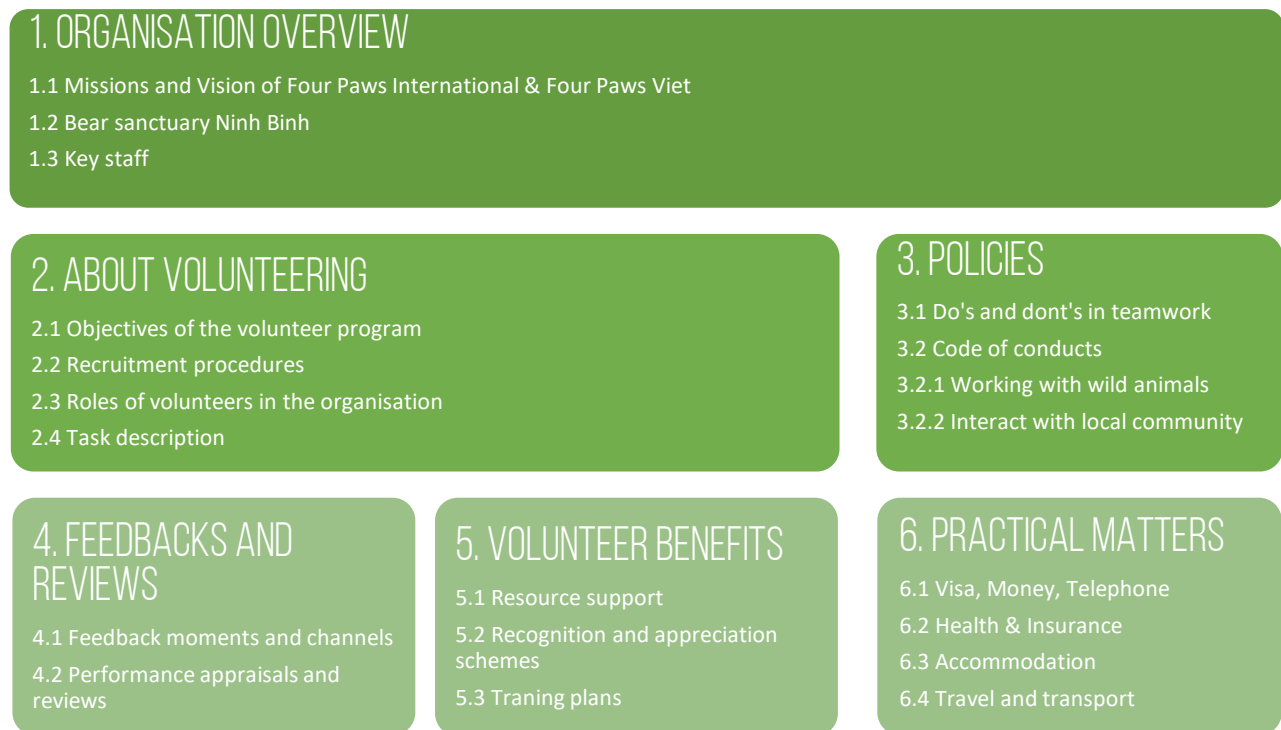 1. ORGANISATION OVERVIEW
1.1 Missions and Vision of Four Paws International & Four Paws Viet
1.2 Bear sanctuary Ninh Binh
1.3 Key staff
2. ABOUT VOLUNTEERING
2.1 Objectives of the volunteer program
2.2 Recruitment procedures
2.3 Roles of volunteers in the organisation
2.4 Task description
3. POLICIES
3.1 Do's and dont's in teamwork
3.2 Code of conducts
3.2.1 Working with wild animals
3.2.2 Interact with local community
4. FEEDBACKS AND
REVIEWS
4.1 Feedback moments and channels
4.2 Performance appraisals and
reviews
5. VOLUNTEER BENEFITS
5.1 Resource support
5.2 Recognition and appreciation
schemes
5.3 Traning plans
6. PRACTICAL MATTERS
6.1 Visa, Money, Telephone
6.2 Health & Insurance
6.3 Accommodation
6.4 Travel and transport